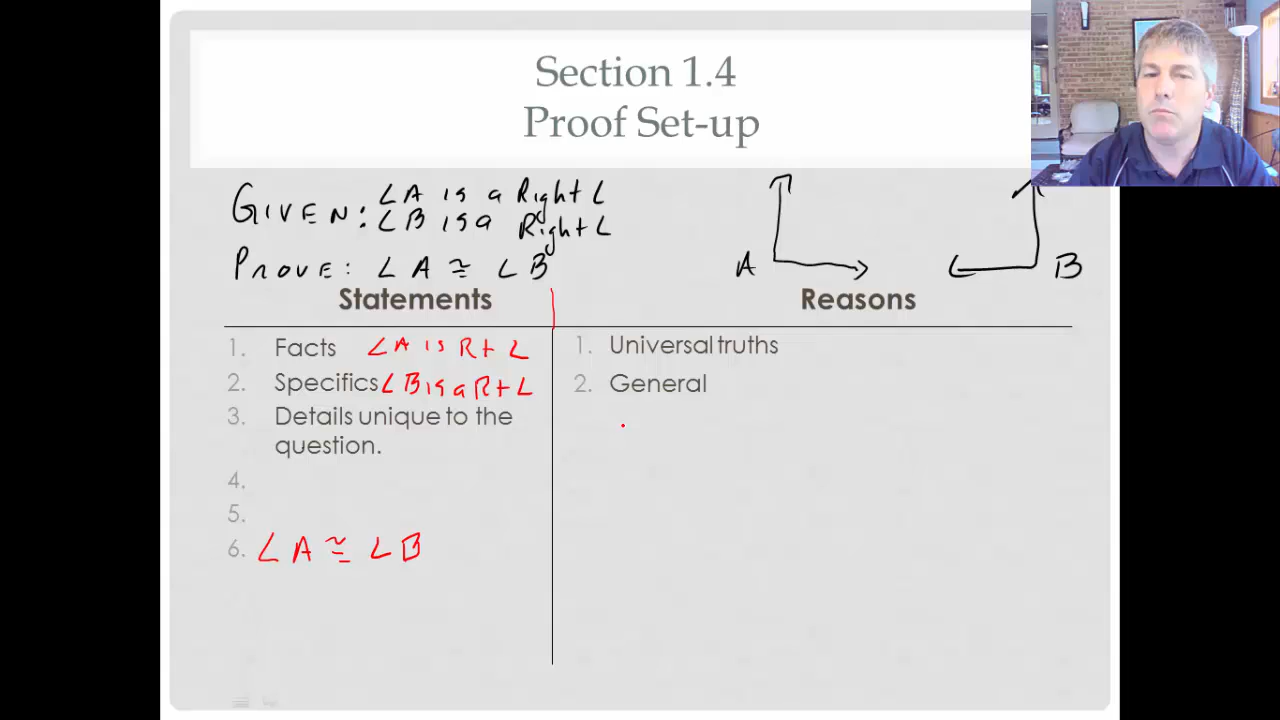 Section 1.4
Proof Set-up
GIVEN: ∠A is a Right ∠
∠B is a Right ∠
PROVE: ∠A ≅ ∠B
A
B
Statements
Reasons
1. Facts ∠A is Rt ∠
2. Specifics ∠B is a Rt ∠
3. Details unique to the
question.
4.
5.
6. ∠A ≅ ∠B
1. Universal truths
2. General